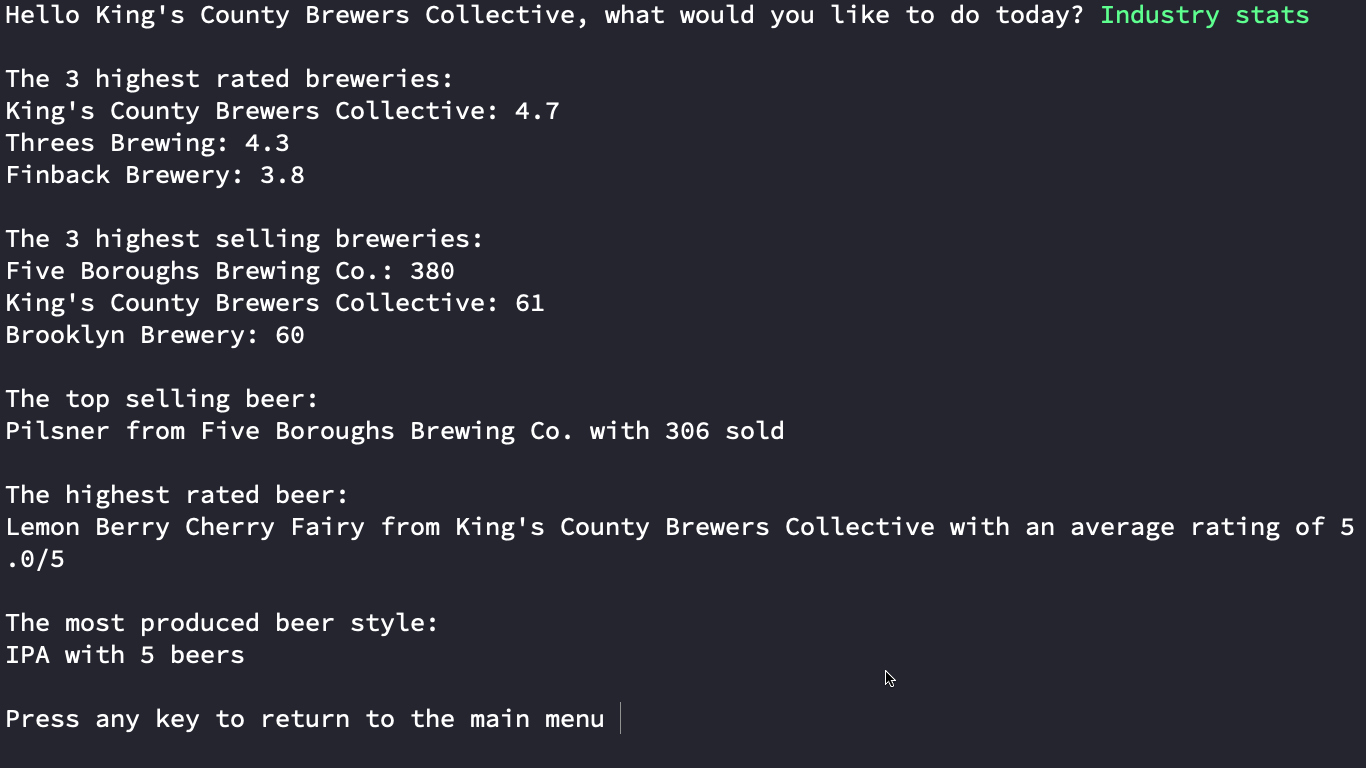 Hello King's County Brewers Collective, what would you like to do today? Industry stats
The 3 highest rated breweries:
King's County Brewers Collective: 4.7
Threes Brewing: 4.3
Finback Brewery: 3.8
The 3 highest selling breweries:
Five Boroughs Brewing Co.: 380
King's County Brewers Collective: 61
Brooklyn Brewery: 60
The top selling beer:
Pilsner from Five Boroughs Brewing Co. with 306 sold
The highest rated beer:
Lemon Berry Cherry Fairy from King's County Brewers Collective with an average rating of 5
.0/5
The most produced beer style:
IPA with 5 beers
Press any key to return to the main menu